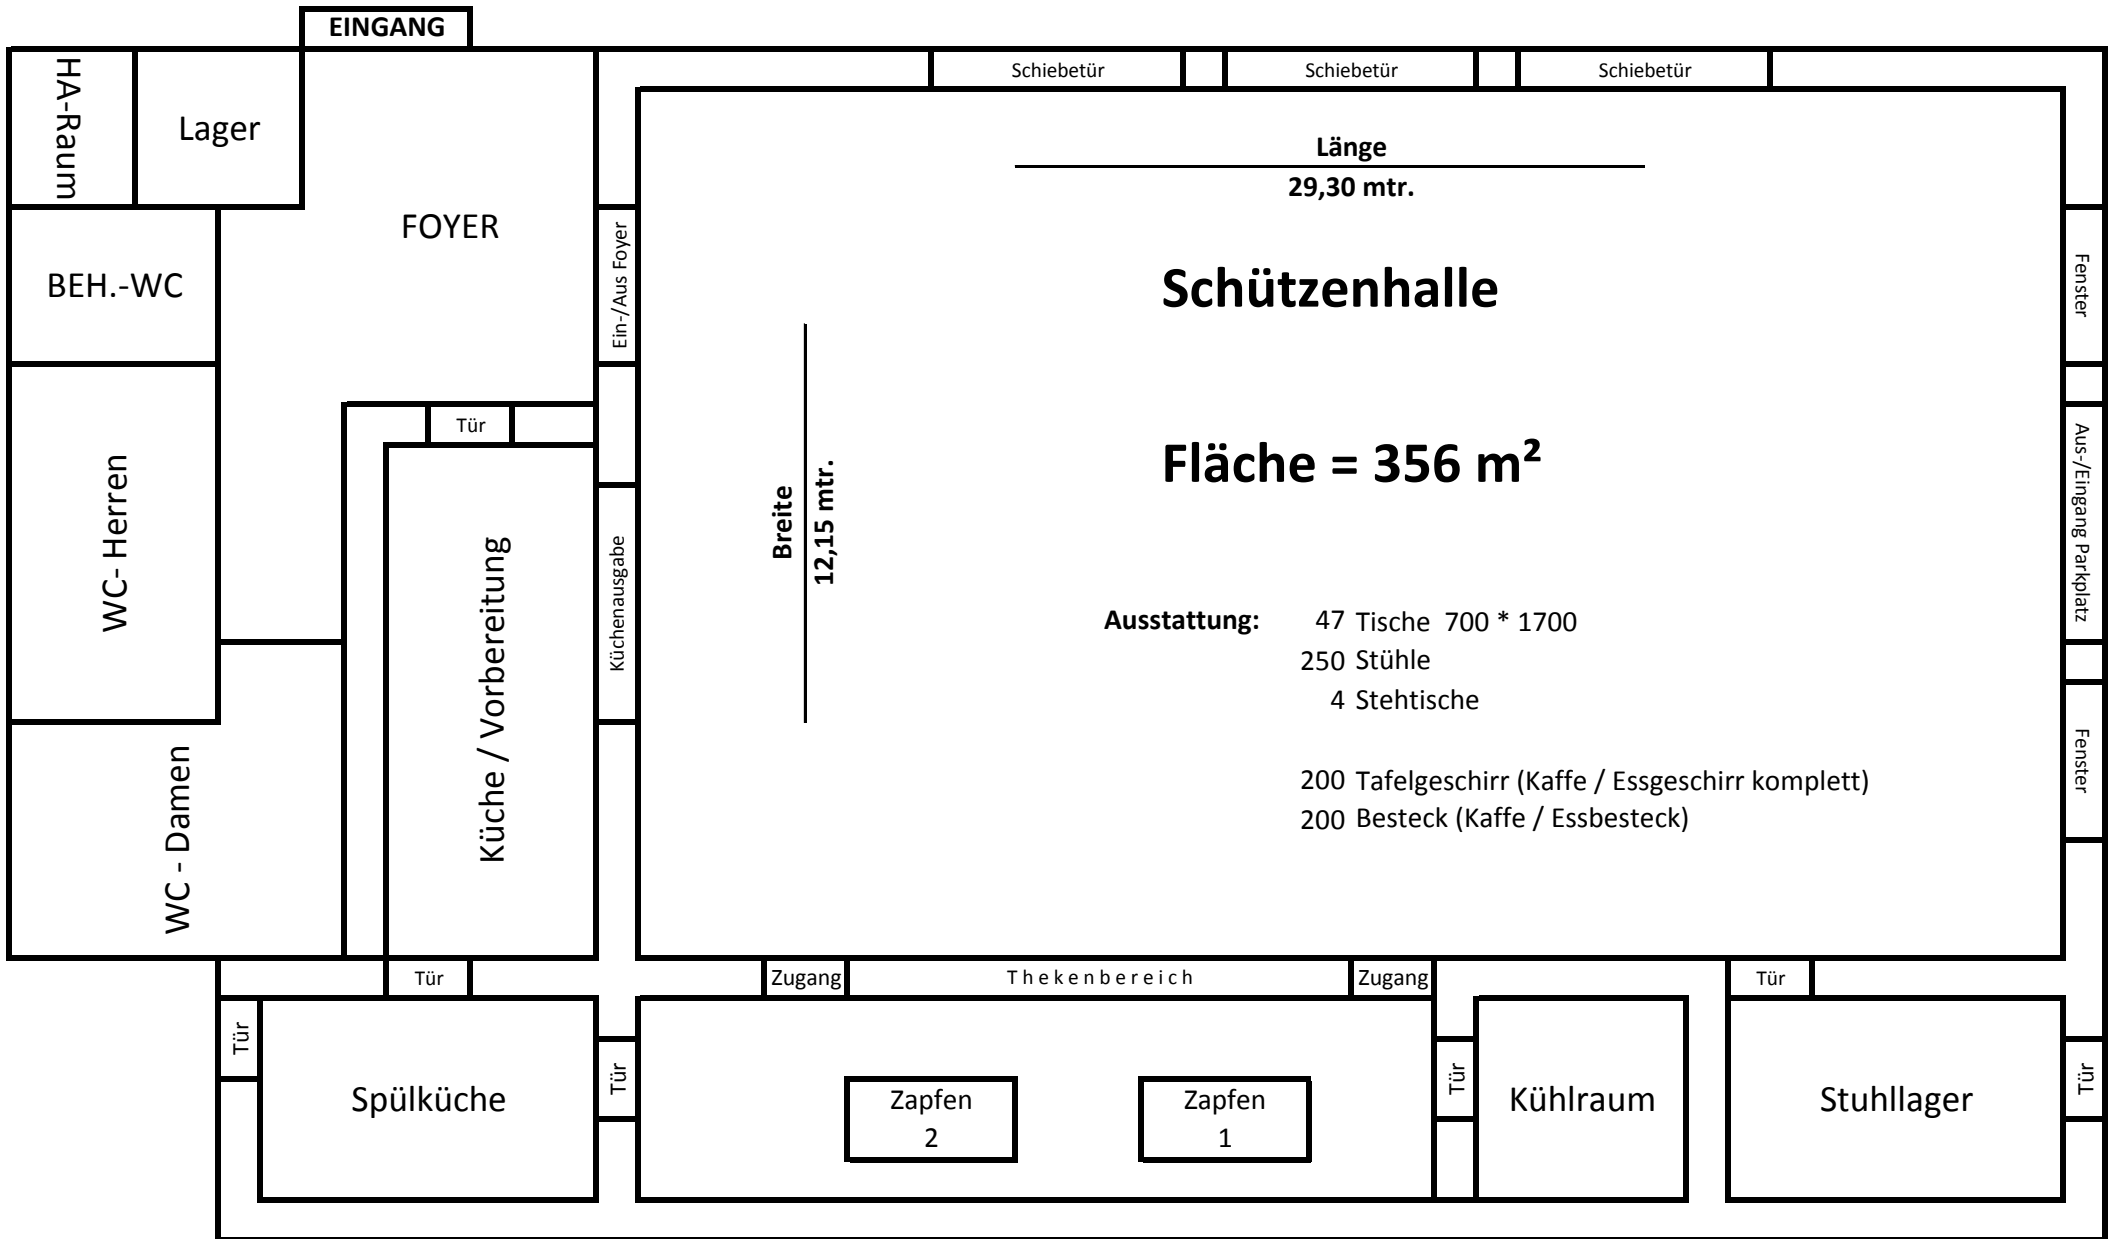 EINGANG
HA-Raum
Lager
Schiebetür
Schiebetür
Schiebetür
Länge
29,30 mtr.
FOYER
Ein-/Aus Foyer
Schützenhalle
Fenster
BEH.-WC
Tür
Breite
12,15 mtr.
Fläche = 356 m²
Aus-/Eingang Parkplatz
WC- Herren
Küche / Vorbereitung
Küchenausgabe
Ausstattung:
47 Tische 700 * 1700
250 Stühle
4 Stehtische
200 Tafelgeschirr (Kaffe / Essgeschirr komplett)
200 Besteck (Kaffe / Essbesteck)
Fenster
WC - Damen
Tür
Zugang
Thekenbereich
Zugang
Tür
Tür
Spülküche
Tür
Zapfen
2
Zapfen
1
Tür
Kühlraum
Stuhllager
Tür